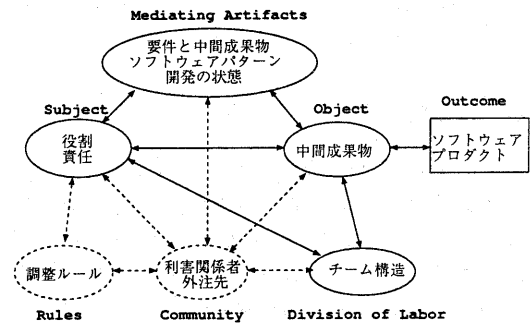 Mediating Artifacts
要件と中間成果物
ソフトウェアパターン
開発の状態
Subject
Object
Outcome
役割
責任
中間成果物
ソフトウェア
プロダクト
調整ルール
利害関係者
外注先
チーム構造
Rules
Community
Division of Labor